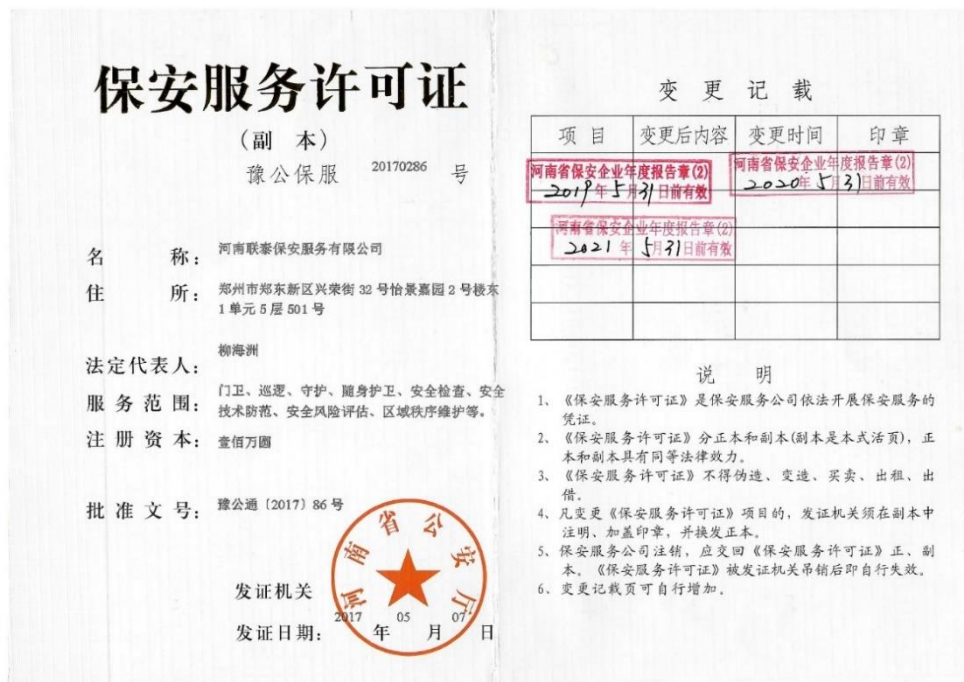 保安服务许可证
(副 本)
豫公保服 20170286 号
名 称： 河南联泰保安服务有限公司
住 所： 郑州市郑东新区兴荣街 32 号怡景嘉园 2 号楼东
1 单元 5 层 501 号
法定代表人： 柳海洲
服 务 范 围： 门卫、巡逻、守护、随身护卫、安全检查、安全
技术防范、安全风险评估、区域秩序维护等。
注 册 资 本： 壹佰万圆
批 准 文 号： 豫公通〔2017〕86 号
河南省公安厅
发证机关
发证日期： 2017 年 05 月 07 日
变 更 记 载
项 目 变更后内容 变更时间 印 章
河南省保安企业年度报告章(2)
2019年5月31日前有效
河南省保安企业年度报告章(2)
2020年5月31日前有效
河南省保安企业年度报告章(2)
2021年5月31日前有效
说 明
1、《保安服务许可证》是保安服务公司依法开展保安服务的
凭证。
2、《保安服务许可证》分正本和副本(副本是本式活页)，正
本和副本具有同等法律效力。
3、《保安服务许可证》不得伪造、变造、买卖、出租、出
借。
4、凡变更《保安服务许可证》项目的，发证机关须在副本中
注明、加盖印章，并换发正本。
5、保安服务公司注销，应交回《保安服务许可证》正、副
本。《保安服务许可证》被发证机关吊销后即自行失效。
6、变更记载页可自行增加。